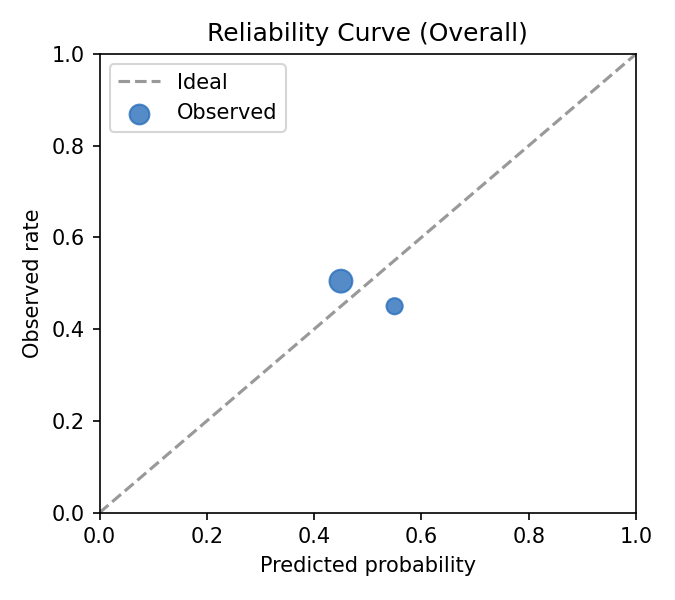 Reliability Curve (Overall)
1.0
0.8
0.6
0.4
0.2
0.0
Observed rate
Ideal
Observed
0.0 0.2 0.4 0.6 0.8 1.0
Predicted probability